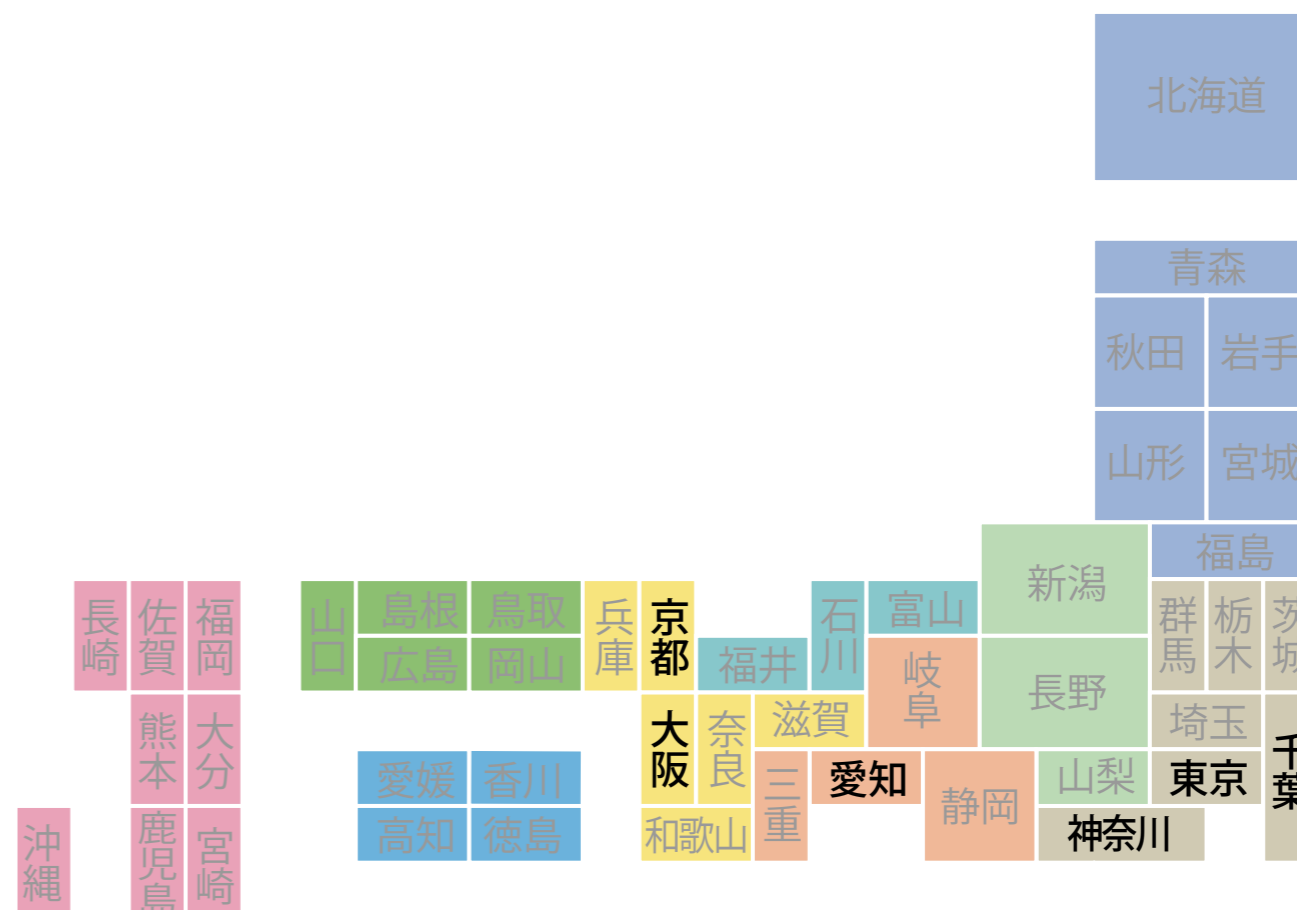 北海道
青森
秋田
岩手
山形
宮城
福島
新潟
長崎
佐賀
福岡
山口
島根
鳥取
兵庫
京都
石川
富山
群馬
栃木
茨城
広島
岡山
福井
岐阜
長野
熊本
大分
大阪
奈良
滋賀
埼玉
千葉
愛媛
香川
三重
愛知
静岡
山梨
東京
沖縄
鹿児島
宮崎
高知
徳島
和歌山
神奈川